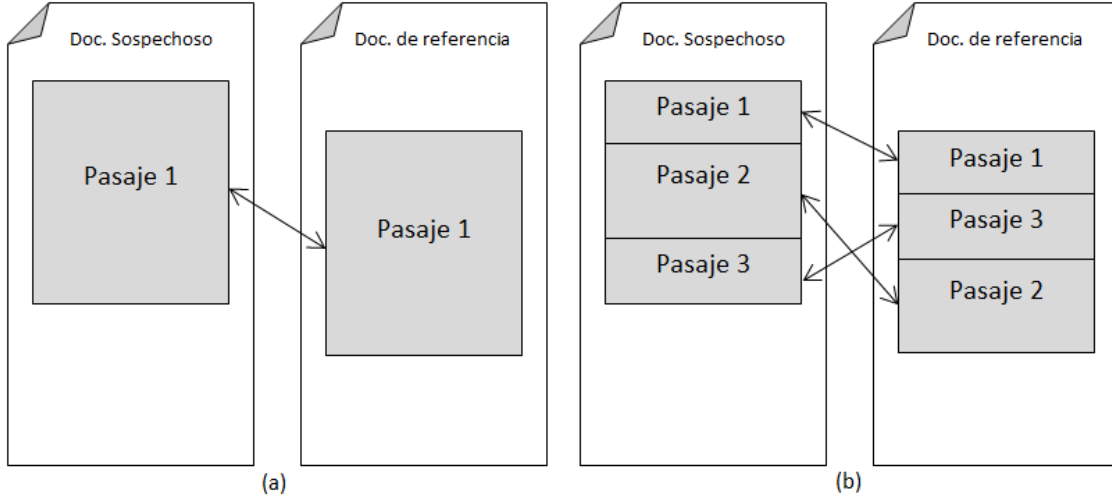 Doc. Sospechoso
Doc. de referencia
Pasaje 1
Pasaje 1
(a)
Doc. Sospechoso
Doc. de referencia
Pasaje 1
Pasaje 2
Pasaje 3
Pasaje 1
Pasaje 3
Pasaje 2
(b)